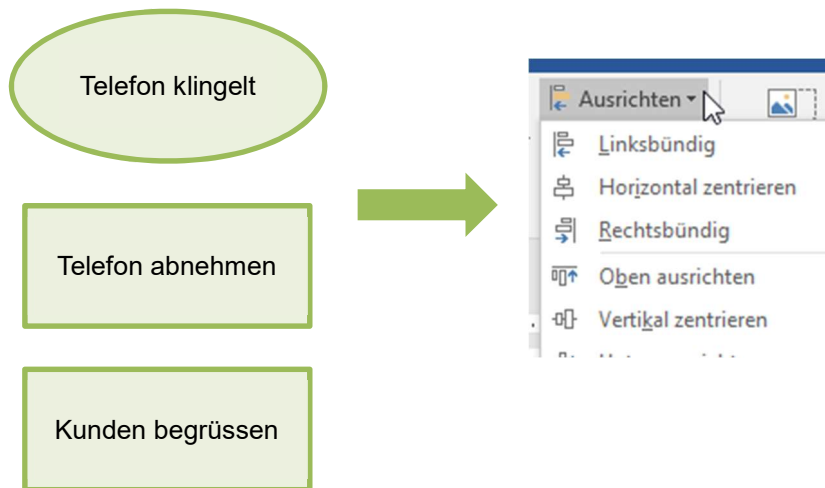 Telefon klingelt
Telefon abnehmen
Kunden begrüssen
Ausrichten
Linksbündig
Horizontal zentrieren
Rechtsbündig
Oben ausrichten
Vertikal zentrieren